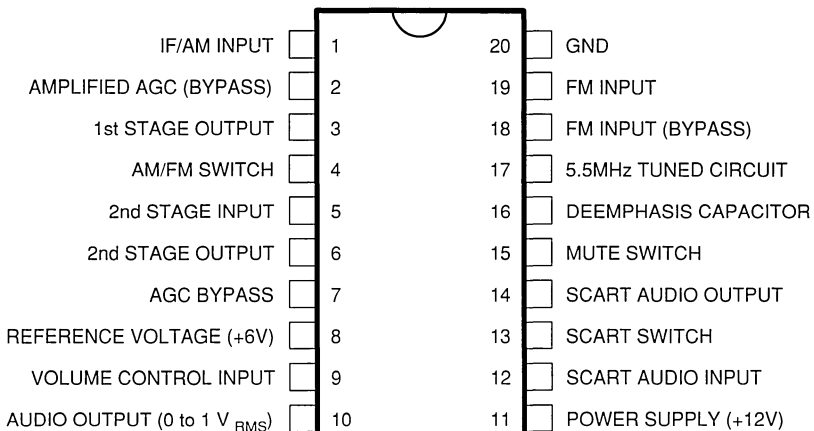 IF/AM INPUT 1 20 GND
AMPLIFIED AGC (BYPASS) 2 19 FM INPUT
1st STAGE OUTPUT 3 18 FM INPUT (BYPASS)
AM/FM SWITCH 4 17 5.5MHz TUNED CIRCUIT
2nd STAGE INPUT 5 16 DEEMPHASIS CAPACITOR
2nd STAGE OUTPUT 6 15 MUTE SWITCH
AGC BYPASS 7 14 SCART AUDIO OUTPUT
REFERENCE VOLTAGE (+6V) 8 13 SCART SWITCH
VOLUME CONTROL INPUT 9 12 SCART AUDIO INPUT
AUDIO OUTPUT (0 to 1 V RMS) 10 11 POWER SUPPLY (+12V)